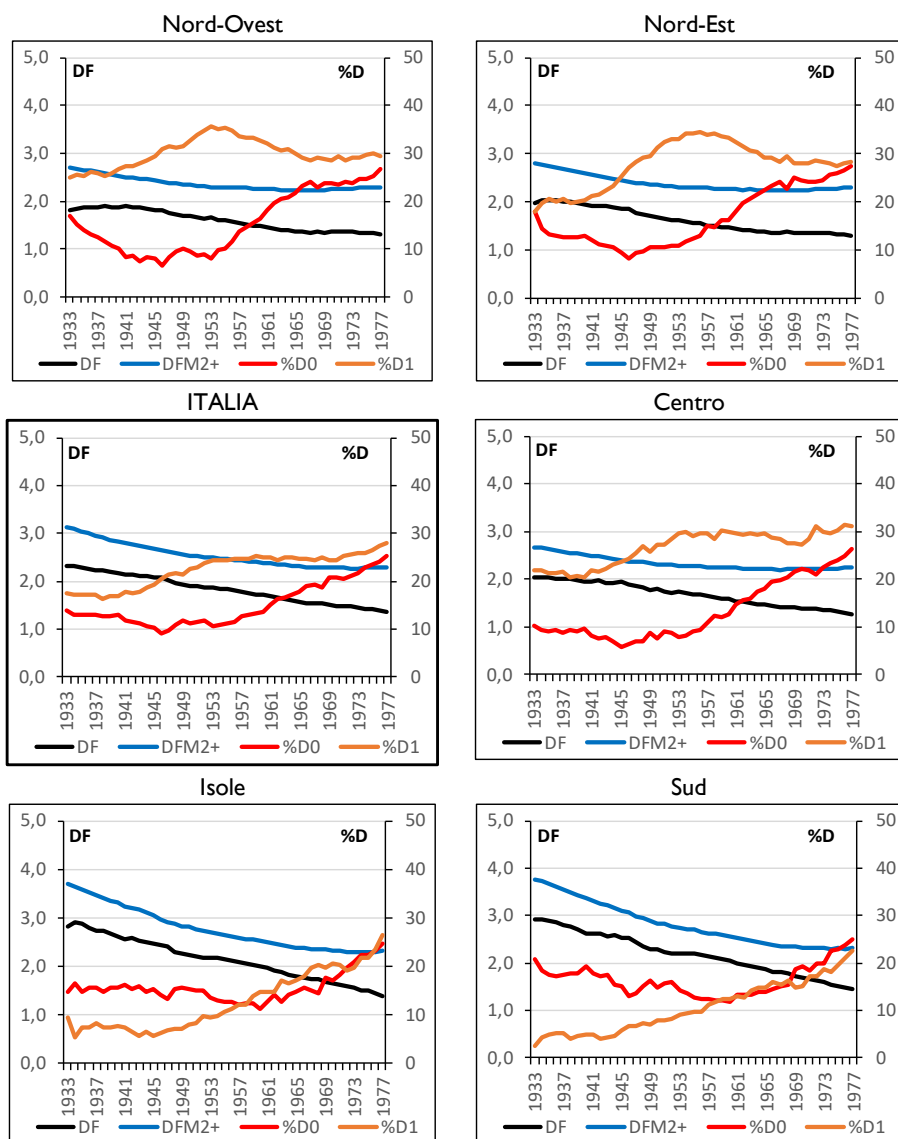 Nord-Ovest
5,0 DF %D 50
4,0 40
3,0 30
2,0 20
1,0 10
0,0 0
1933 1937 1941 1945 1949 1953 1957 1961 1965 1969 1973 1977
DF DFM2+ %D0 %D1
Nord-Est
5,0 DF %D 50
4,0 40
3,0 30
2,0 20
1,0 10
0,0 0
1933 1937 1941 1945 1949 1953 1957 1961 1965 1969 1973 1977
DF DFM2+ %D0 %D1
ITALIA
5,0 DF %D 50
4,0 40
3,0 30
2,0 20
1,0 10
0,0 0
1933 1937 1941 1945 1949 1953 1957 1961 1965 1969 1973 1977
DF DFM2+ %D0 %D1
Centro
5,0 DF %D 50
4,0 40
3,0 30
2,0 20
1,0 10
0,0 0
1933 1937 1941 1945 1949 1953 1957 1961 1965 1969 1973 1977
DF DFM2+ %D0 %D1
Isole
5,0 DF %D 50
4,0 40
3,0 30
2,0 20
1,0 10
0,0 0
1933 1937 1941 1945 1949 1953 1957 1961 1965 1969 1973 1977
DF DFM2+ %D0 %D1
Sud
5,0 DF %D 50
4,0 40
3,0 30
2,0 20
1,0 10
0,0 0
1933 1937 1941 1945 1949 1953 1957 1961 1965 1969 1973 1977
DF DFM2+ %D0 %D1